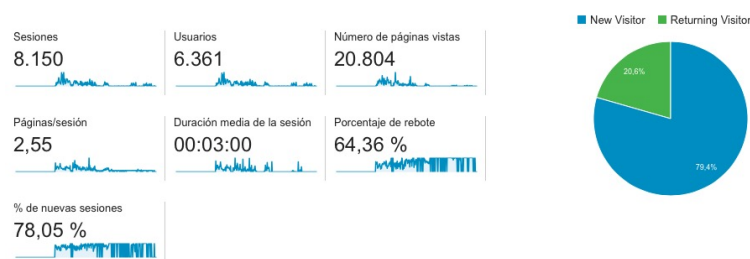 Sesiones
8.150
Usuarios
6.361
Número de páginas vistas
20.804
Páginas/sesión
2,55
Duración media de la sesión
00:03:00
Porcentaje de rebote
64,36 %
% de nuevas sesiones
78,05 %
New Visitor
Returning Visitor
20,6%
79,4%